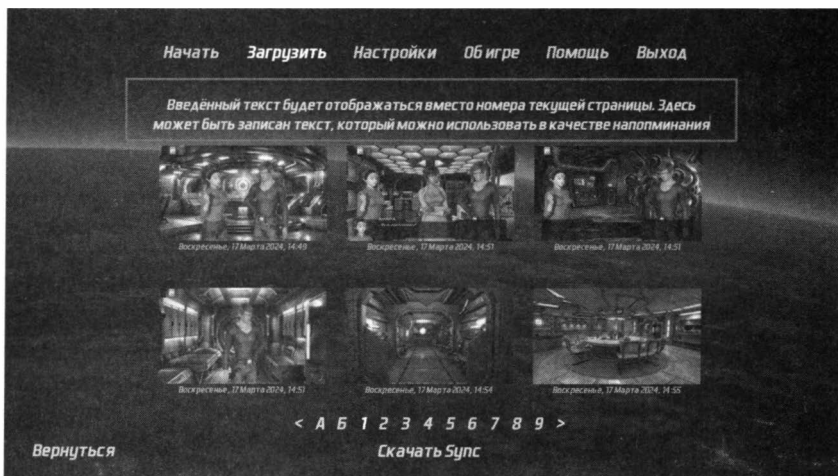 Начать Загрузить Настройки Об игре Помощь Выход
Введённый текст будет отображаться вместо номера текущей страницы. Здесь
может быть записан текст, который можно использовать в качестве напопминания
Воскресенье, 17 Марта 2024, 14:49 Воскресенье, 17 Марта 2024, 14:51 Воскресенье, 17 Марта 2024, 14:51
Воскресенье, 17 Марта 2024, 14:51 Воскресенье, 17 Марта 2024, 14:54 Воскресенье, 17 Марта 2024, 14:55
< А Б 1 2 3 4 5 6 7 8 9 >
Вернуться Скачать Sync